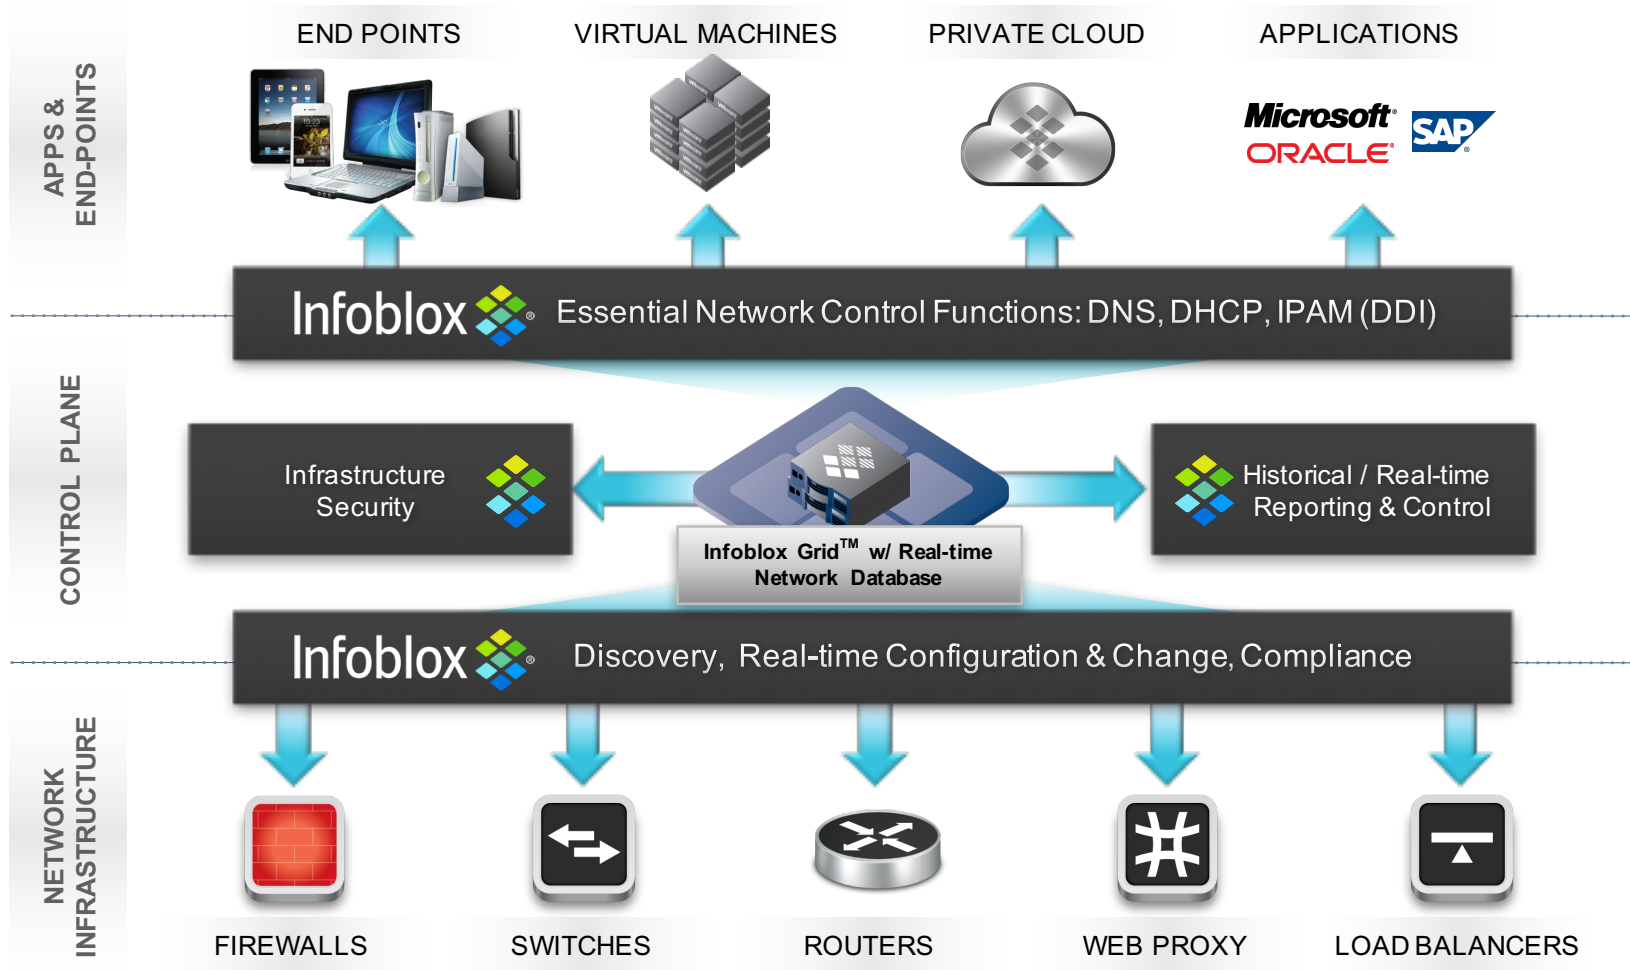 END POINTS
VIRTUAL MACHINES
PRIVATE CLOUD
APPLICATIONS
APPS &
END-POINTS
Microsoft
ORACLE
SAP
vmware
Infoblox Essential Network Control Functions: DNS, DHCP, IPAM (DDI)
CONTROL PLANE
Infrastructure
Security
Historical / Real-time
Reporting & Control
Infoblox Grid™ w/ Real-time
Network Database
Infoblox Discovery, Real-time Configuration & Change, Compliance
NETWORK
INFRASTRUCTURE
FIREWALLS
SWITCHES
ROUTERS
WEB PROXY
LOAD BALANCERS